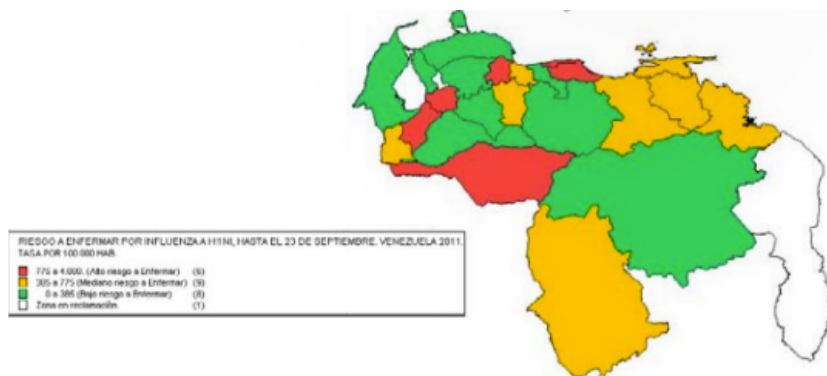 RIESGO A ENFERMAR POR INFLUENZA A H1N1, HASTA EL 23 DE SEPTIEMBRE, VENEZUELA 2011.
TASA POR 100.000 HAB.
775 a 4.000. (Alto riesgo a Enfermar) (6)
385 a 775 (Mediano riesgo a Enfermar) (9)
0 a 385 (Bajo riesgo a Enfermar) (8)
Zona en reclamación. (1)